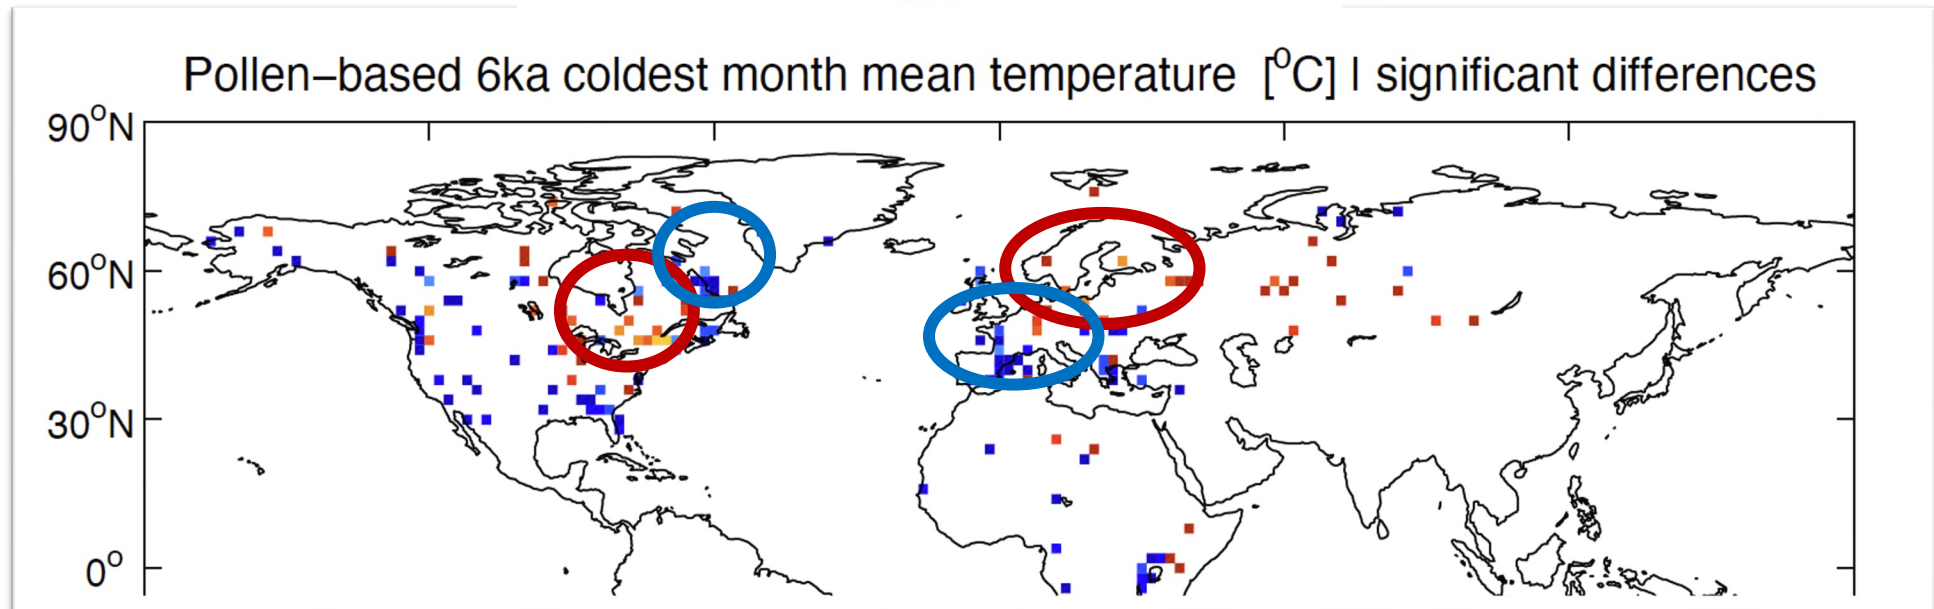 Pollen–based 6ka coldest month mean temperature [°C] | significant differences
90°N
60°N
30°N
0°